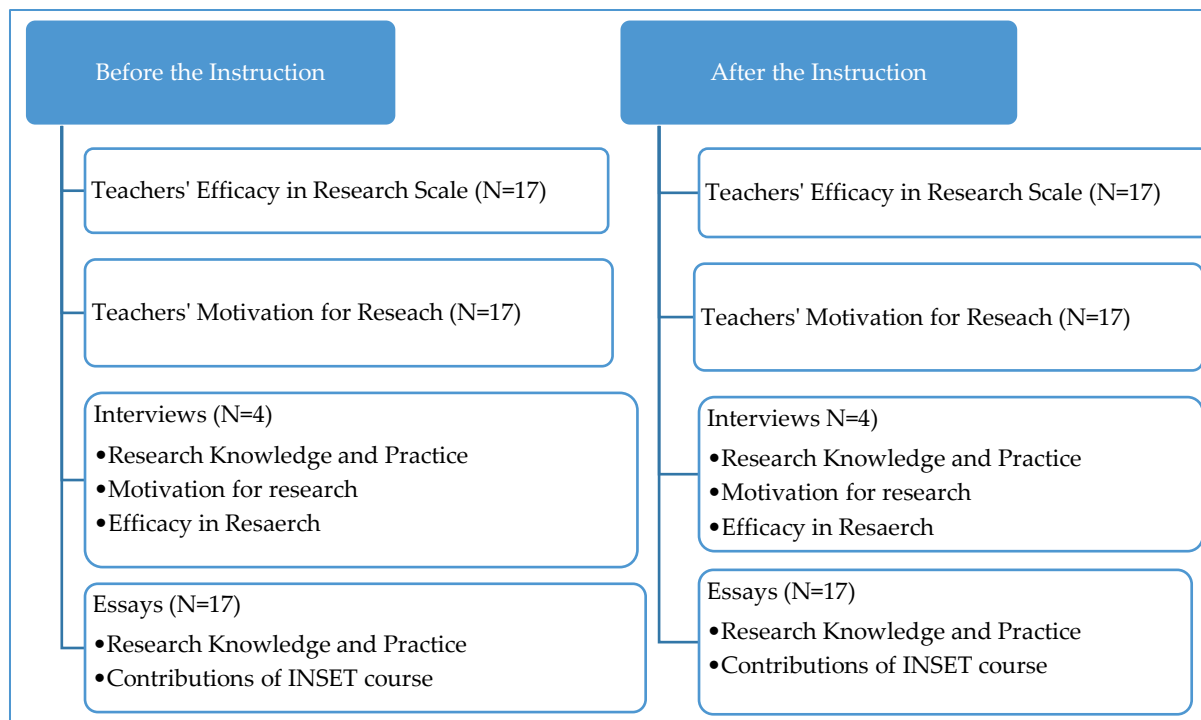 Before the Instruction
Teachers' Efficacy in Research Scale (N=17)
Teachers' Motivation for Reseach (N=17)
Interviews (N=4)
•Research Knowledge and Practice
•Motivation for research
•Efficacy in Resaerch
Essays (N=17)
•Research Knowledge and Practice
•Contributions of INSET course
After the Instruction
Teachers' Efficacy in Research Scale (N=17)
Teachers' Motivation for Reseach (N=17)
Interviews N=4)
•Research Knowledge and Practice
•Motivation for research
•Efficacy in Resaerch
Essays (N=17)
•Research Knowledge and Practice
•Contributions of INSET course